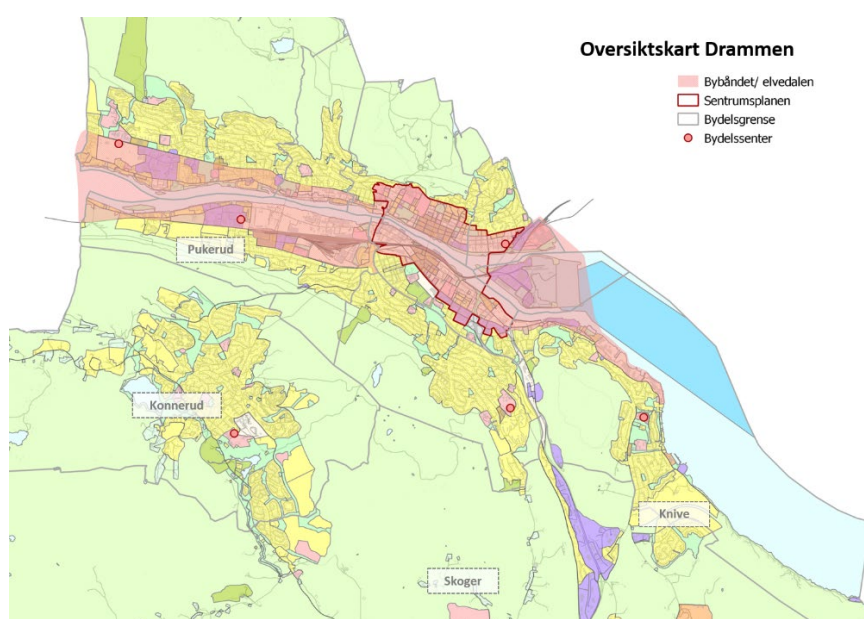 Oversiktskart Drammen
Bybåndet/ elvedalen
Sentrumsplanen
Bydelsgrense
Bydelssenter
Pukerud
Konnerud
Knive
Skoger